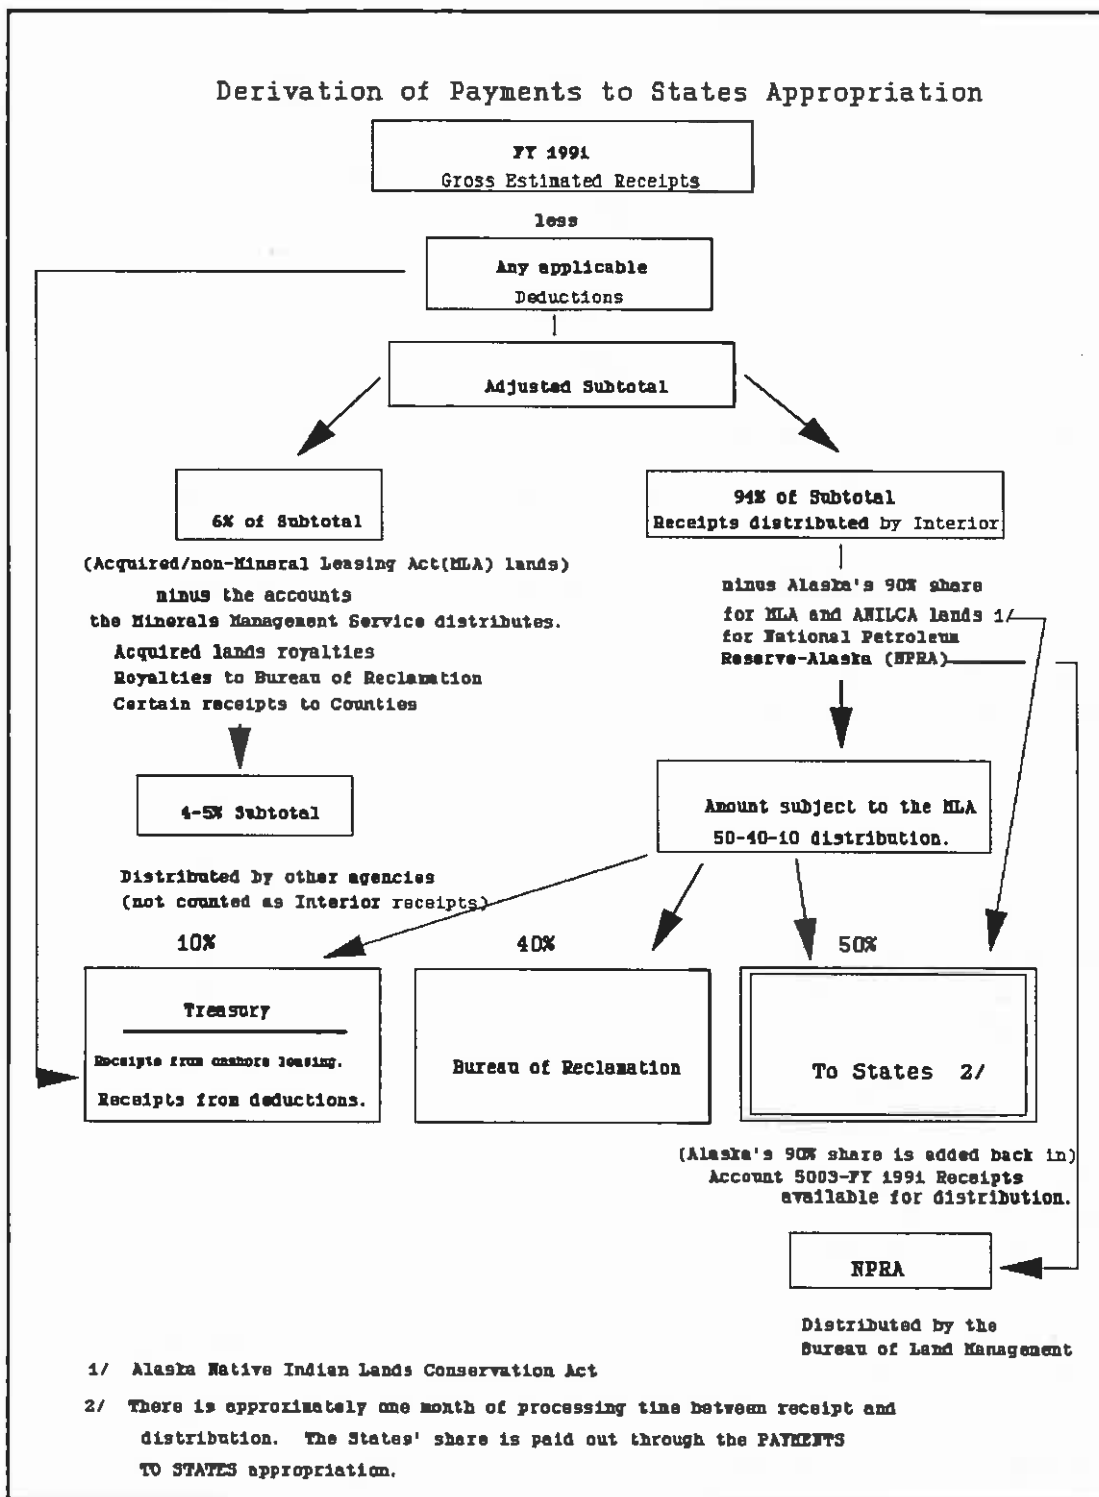 Derivation of Payments to States Appropriation
FY 1991
Gross Estimated Receipts
less
Any applicable
Deductions
Adjusted Subtotal
6% of Subtotal
(Acquired/non-Mineral Leasing Act(MLA) lands)
minus the accounts
the Minerals Management Service distributes.
Acquired lands royalties
Royalties to Bureau of Reclamation
Certain receipts to Counties
4-5% Subtotal
Distributed by other agencies
(not counted as Interior receipts)
94% of Subtotal
Receipts distributed by Interior
minus Alaska's 90% share
for MLA and ANILCA lands 1/
for National Petroleum
Reserve-Alaska (NPRA)
Amount subject to the MLA
50-40-10 distribution.
10%
40%
50%
Treasury
Receipts from onshore leasing.
Receipts from deductions.
Bureau of Reclamation
To States 2/
(Alaska's 90% share is added back in)
Account 5003-FY 1991 Receipts
available for distribution.
NPRA
Distributed by the
Bureau of Land Management
1/ Alaska Native Indian Lands Conservation Act
2/ There is approximately one month of processing time between receipt and
distribution. The States' share is paid out through the PAYMENTS
TO STATES appropriation.